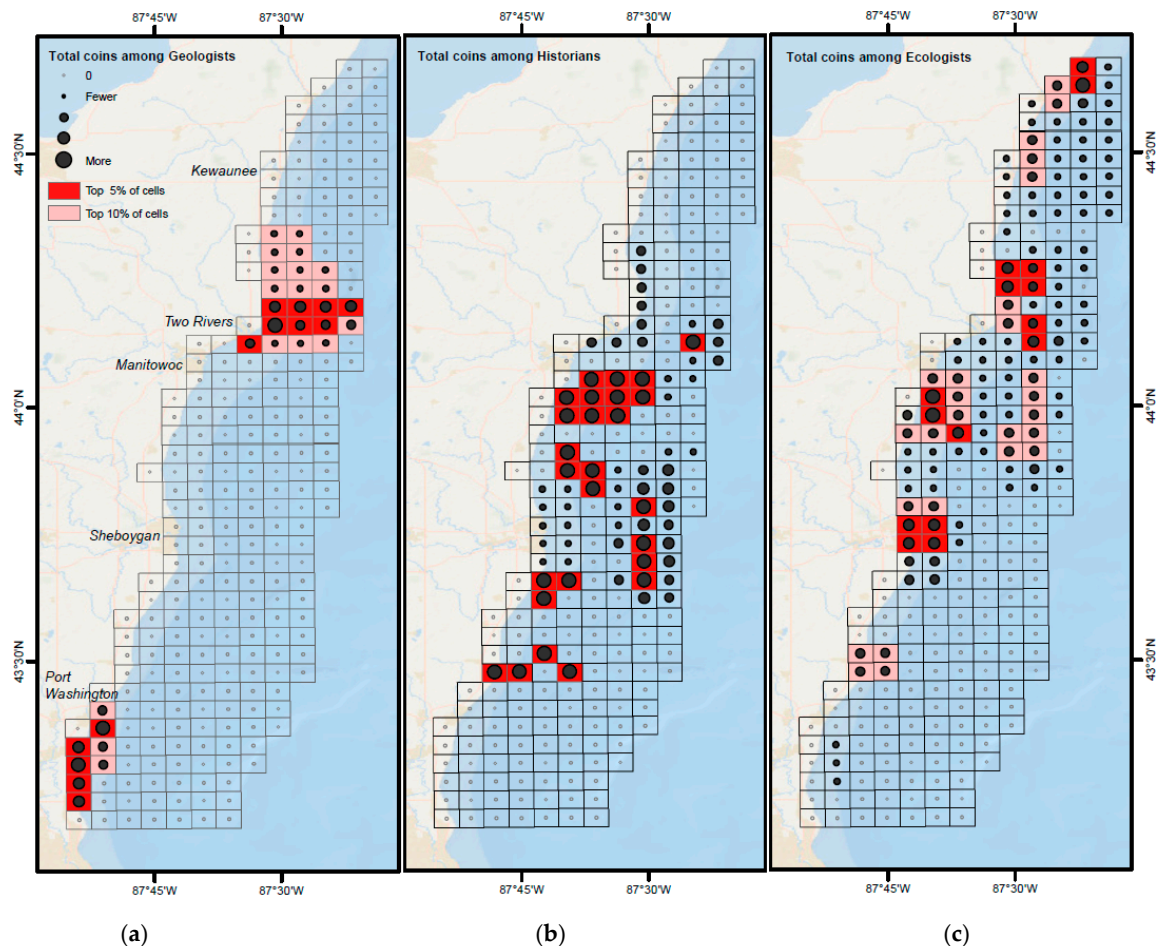 87°45'W 87°30'W 87°45'W 87°30'W 87°45'W 87°30'W
Total coins among Geologists
0
Fewer
More
Top 5% of cells
Top 10% of cells
Total coins among Historians
Total coins among Ecologists
44°30'N
44°30'N
Kewaunee
Two Rivers
Manitowoc
44°0'N
44°0'N
Sheboygan
43°30'N
43°30'N
Port
Washington
87°45'W 87°30'W 87°45'W 87°30'W 87°45'W 87°30'W
(a) (b) (c)